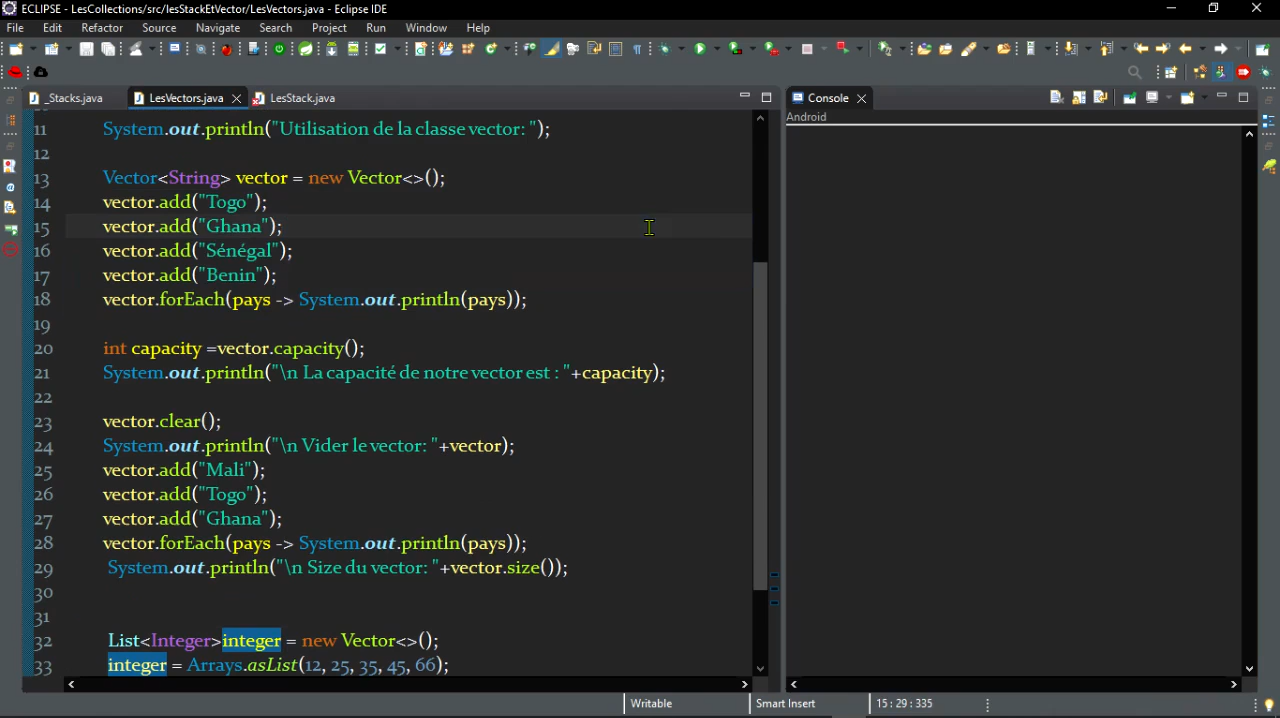 ECLIPSE - LesCollections/src/lesStackEtVector/LesVectors.java - Eclipse IDE
File Edit Refactor Source Navigate Search Project Run Window Help
_Stacks.java LesVectors.java LesStack.java
Console
Android
11 System.out.println("Utilisation de la classe vector: ");
12
13 Vector<String> vector = new Vector<>();
14 vector.add("Togo");
15 vector.add("Ghana");
16 vector.add("Sénégal");
17 vector.add("Benin");
18 vector.forEach(pays -> System.out.println(pays));
19
20 int capacity =vector.capacity();
21 System.out.println("\n La capacité de notre vector est : "+capacity);
22
23 vector.clear();
24 System.out.println("\n Vider le vector: "+vector);
25 vector.add("Mali");
26 vector.add("Togo");
27 vector.add("Ghana");
28 vector.forEach(pays -> System.out.println(pays));
29 System.out.println("\n Size du vector: "+vector.size());
30
31
32 List<Integer>integer = new Vector<>();
33 integer = Arrays.asList(12, 25, 35, 45, 66);
Writable Smart Insert 15 : 29 : 335